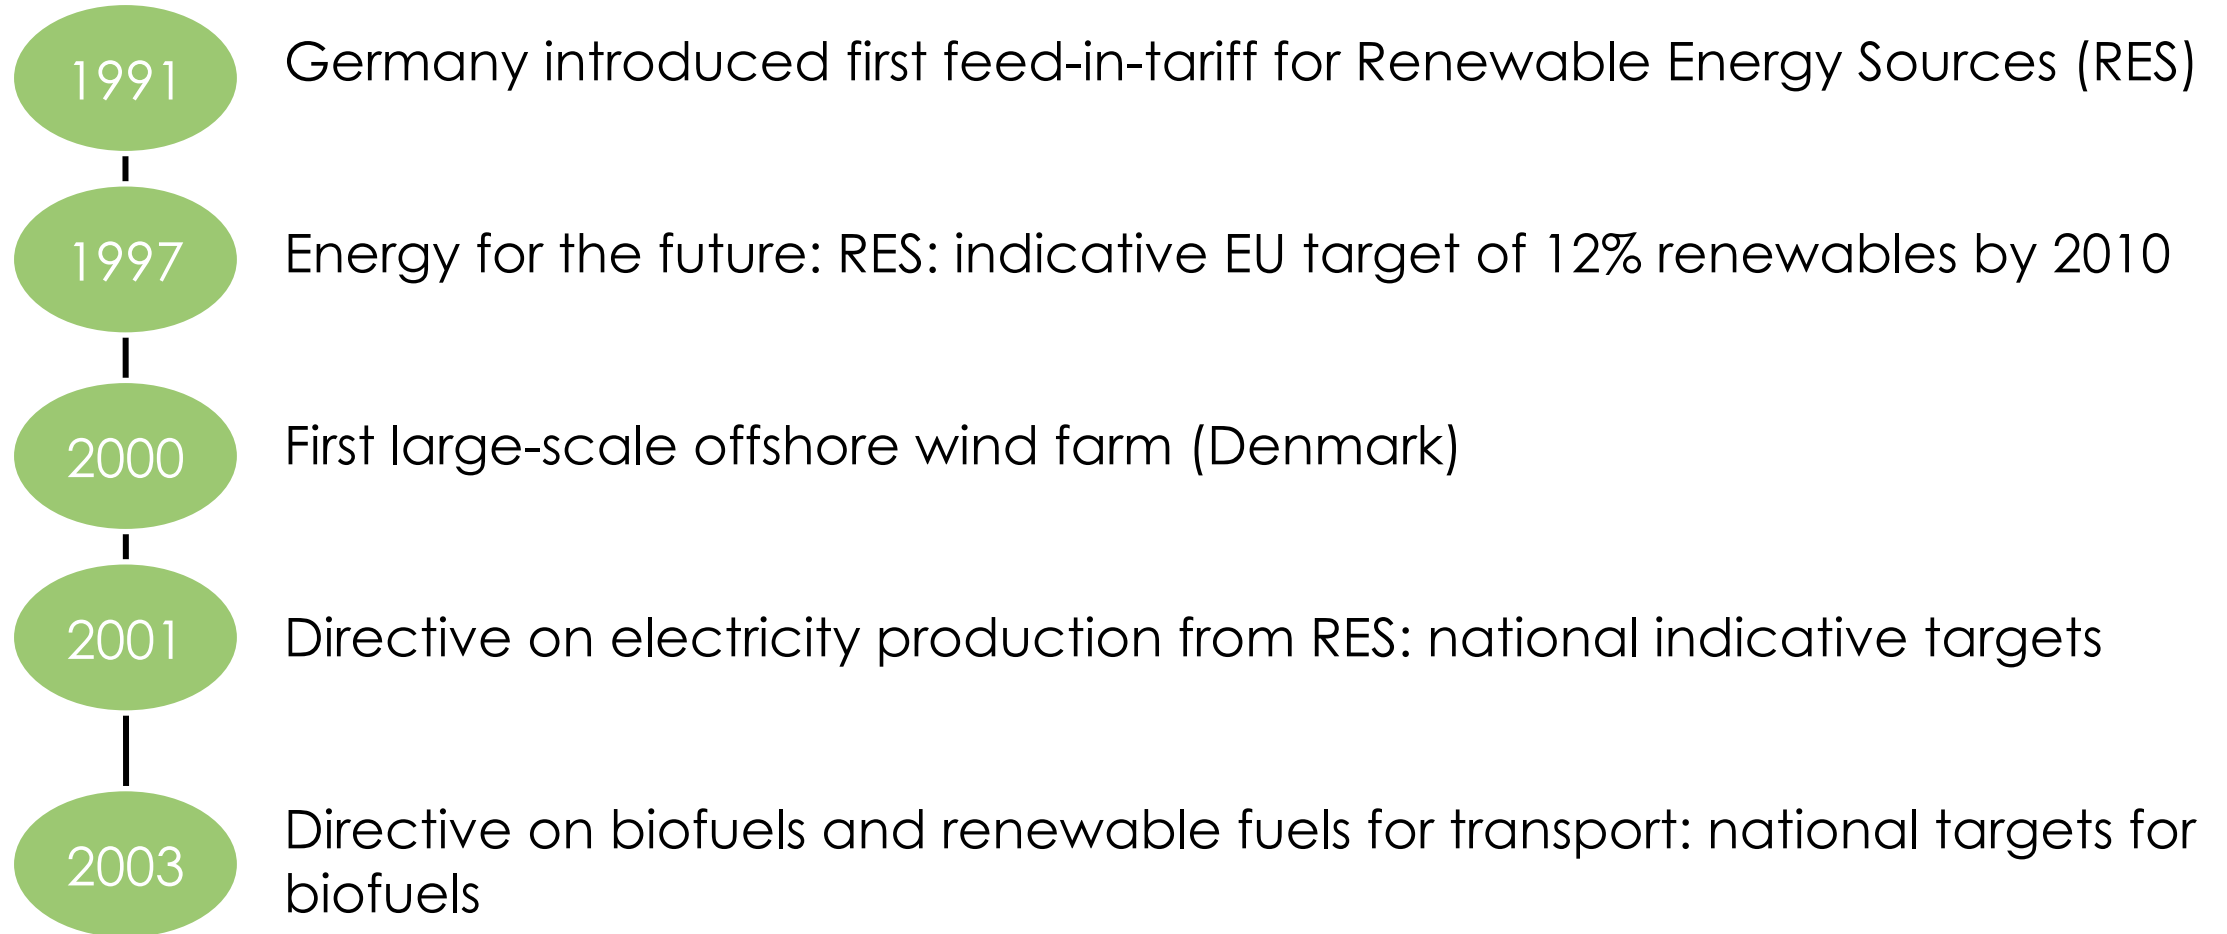 1991
Germany introduced first feed-in-tariff for Renewable Energy Sources (RES)
1997
Energy for the future: RES: indicative EU target of 12% renewables by 2010
2000
First large-scale offshore wind farm (Denmark)
2001
Directive on electricity production from RES: national indicative targets
2003
Directive on biofuels and renewable fuels for transport: national targets for
biofuels